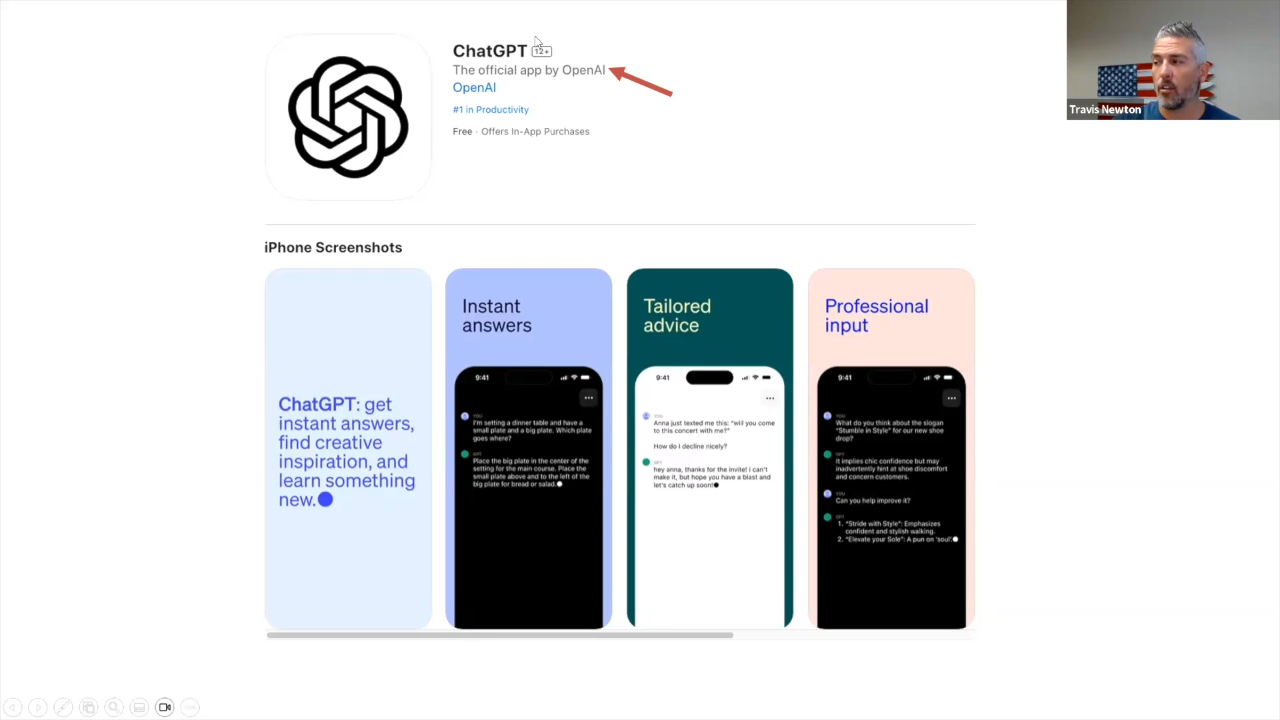 ChatGPT 12+
The official app by OpenAI
OpenAI
#1 in Productivity
Free · Offers In-App Purchases
Travis Newton
iPhone Screenshots
ChatGPT: get
instant answers,
find creative
inspiration, and
learn something
new.
Instant
answers
9:41
YOU
I'm setting a dinner table and have a
small plate and a big plate. Which plate
goes where?
GPT
Place the big plate in the center of the
setting for the main course. Place the
small plate above and to the left of the
big plate for bread or salad.
Tailored
advice
9:41
YOU
Anna just texted me this: "will you come
to this concert with me?"
How do I decline nicely?
GPT
hey anna, thanks for the invite! i can't
make it, but hope you have a blast and
let's catch up soon!
Professional
input
9:41
YOU
What do you think about the slogan
"Stumble in Style" for our new shoe
drop?
GPT
It implies chic confidence but may
inadvertently hint at shoe discomfort
and concern customers.
YOU
Can you help improve it?
GPT
1. "Stride with Style": Emphasizes
confident and stylish walking.
2. "Elevate your Sole": A pun on 'soul'.